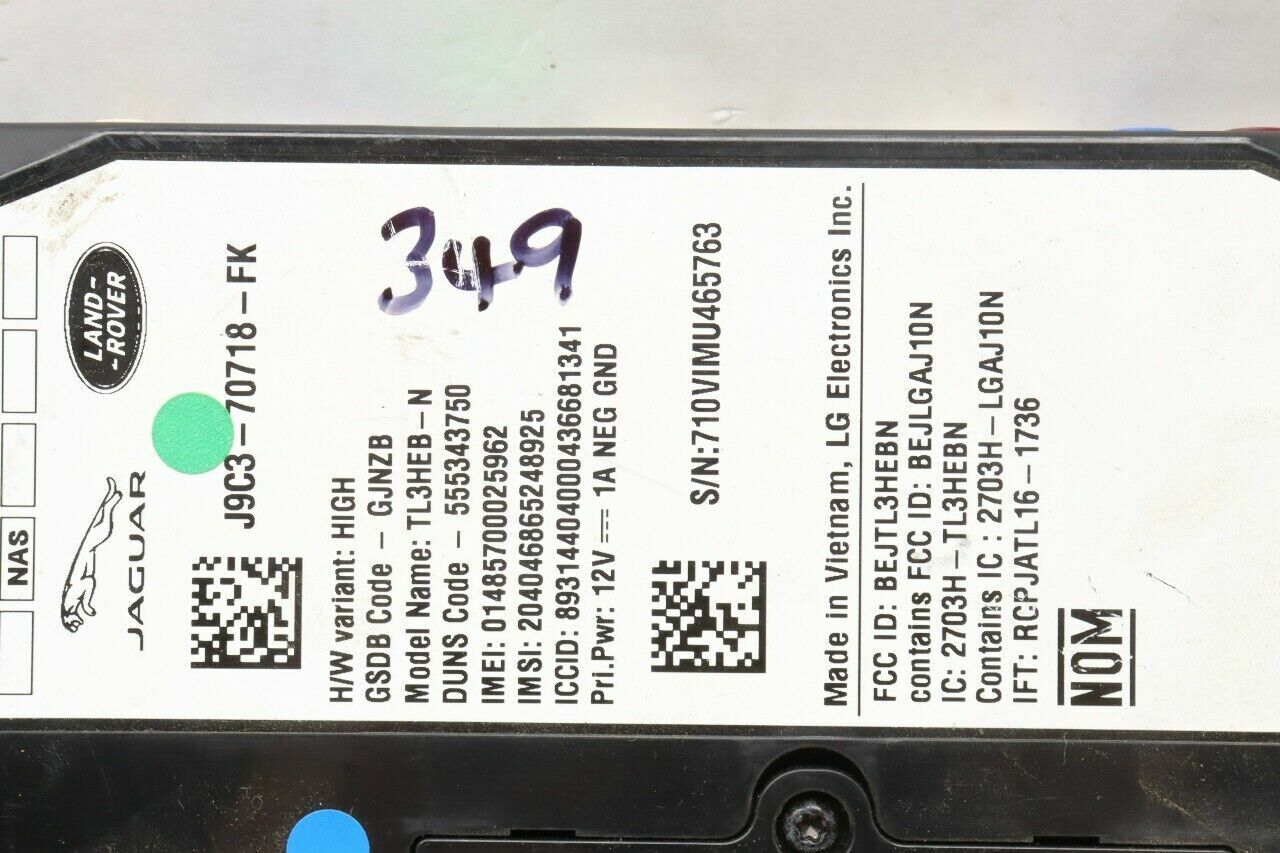 NAS
JAGUAR
LAND-
-ROVER
J9C3-70718-FK
349
H/W variant: HIGH
GSDB Code - GJNZB
Model Name: TL3HEB-N
DUNS Code - 555343750
IMEI: 014857000025962
IMSI: 204046865248925
ICCID: 89314404000436681341
Pri.Pwr: 12V⎓1A NEG GND
S/N:710VIMU465763
Made in Vietnam, LG Electronics Inc.
FCC ID: BEJTL3HEBN
contains FCC ID: BEJLGAJ10N
IC: 2703H-TL3HEBN
Contains IC : 2703H-LGAJ10N
IFT: RCPJATL16-1736
NOM